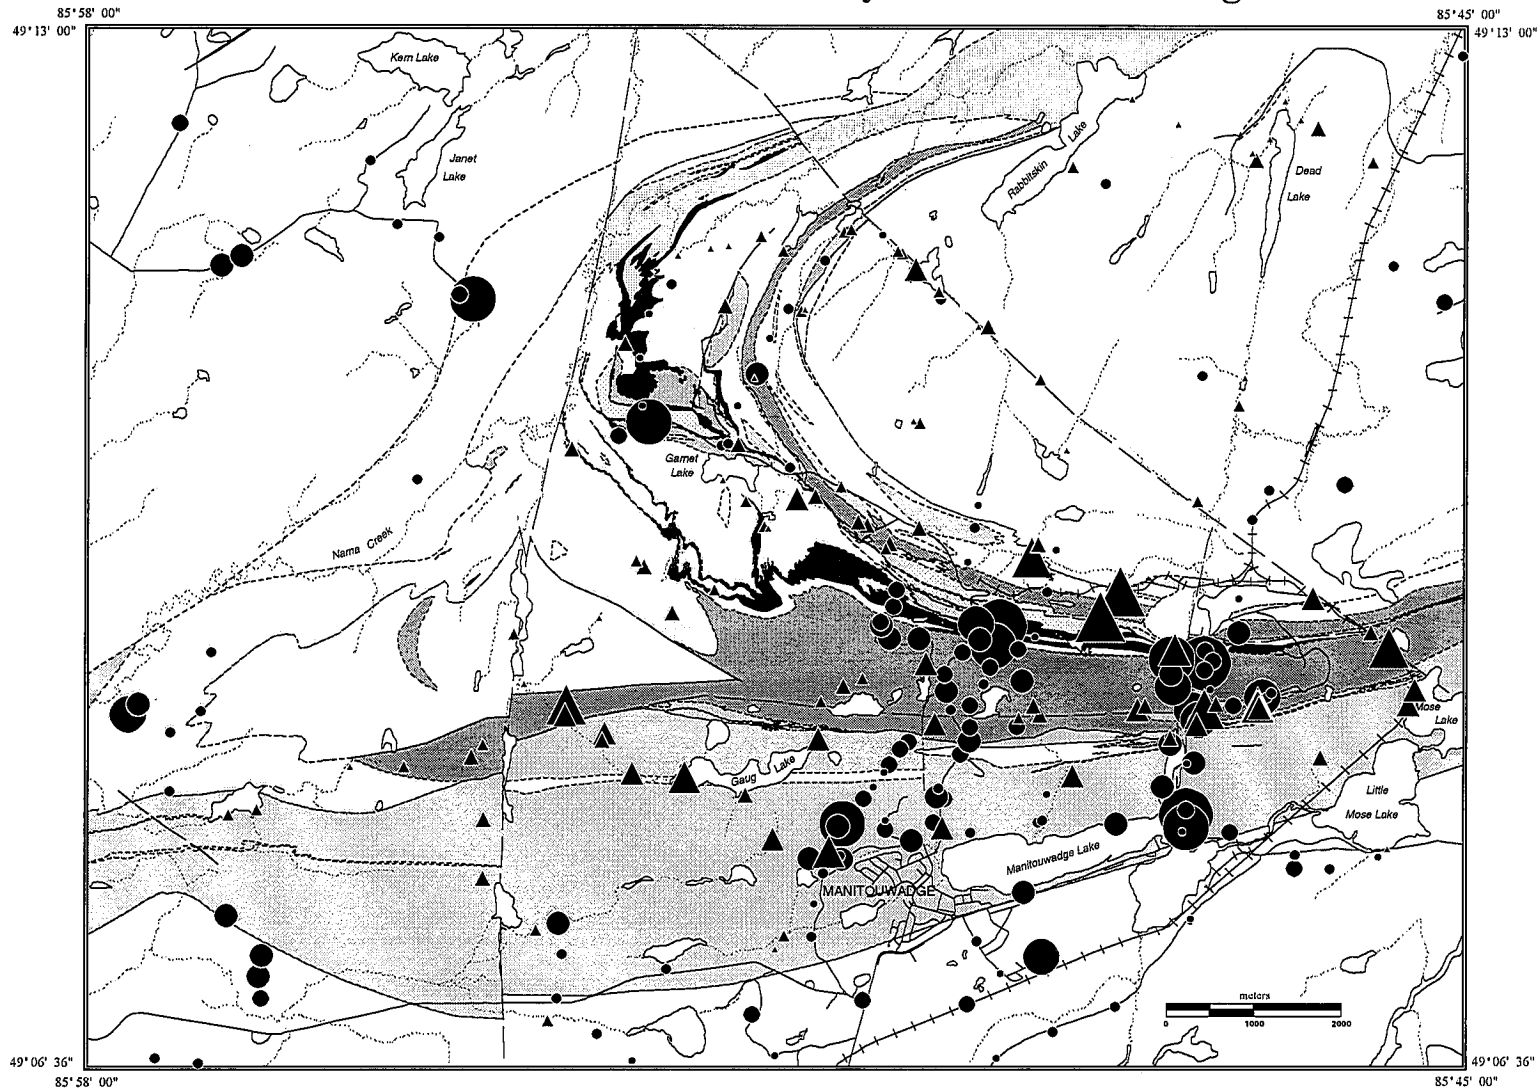 85°58' 00"
85°45' 00"
49°13' 00"
49°13' 00"
Kern Lake
Janet
Lake
Rabbitskin
Lake
Dead
Lake
Garnet
Lake
Nama Creek
Mose
Lake
Gaug Lake
Little
Mose Lake
Manitouwadge Lake
MANITOUWADGE
meters
0 500 1000 2000
49°06' 36"
49°06' 36"
85°58' 00"
85°45' 00"